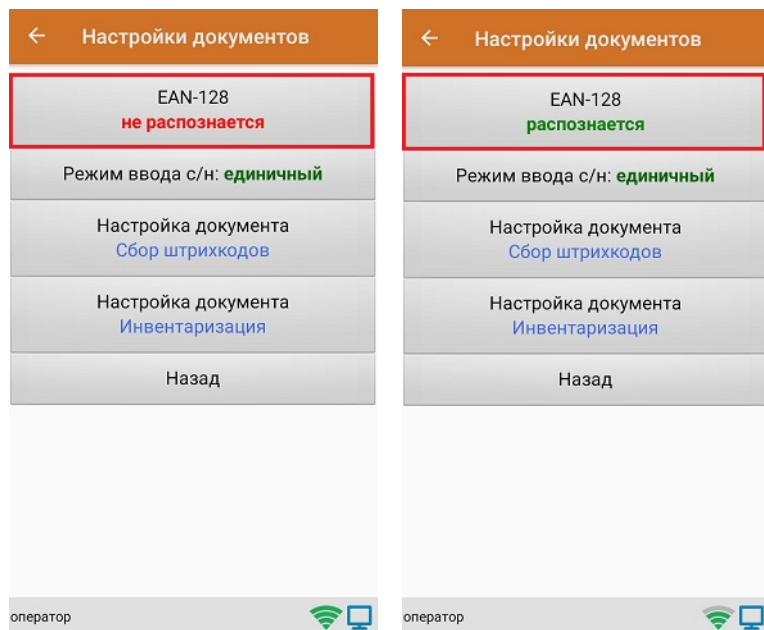 Настройки документов
EAN-128
не распознается
Режим ввода с/н: единичный
Настройка документа
Сбор штрихкодов
Настройка документа
Инвентаризация
Назад
оператор
Настройки документов
EAN-128
распознается
Режим ввода с/н: единичный
Настройка документа
Сбор штрихкодов
Настройка документа
Инвентаризация
Назад
оператор